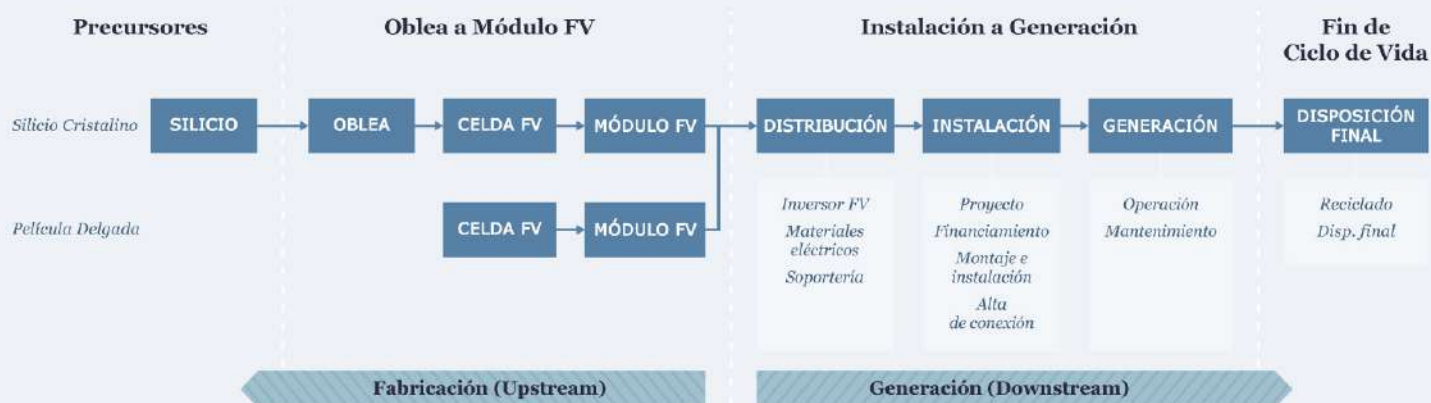 Precursores
Oblea a Módulo FV
Instalación a Generación
Fin de
Ciclo de Vida
Silicio Cristalino
SILICIO
OBLEA
CELDA FV
MÓDULO FV
DISTRIBUCIÓN
INSTALACIÓN
GENERACIÓN
DISPOSICIÓN
FINAL
Película Delgada
CELDA FV
MÓDULO FV
Inversor FV
Materiales
eléctricos
Soportería
Proyecto
Financiamiento
Montaje e
instalación
Alta
de conexión
Operación
Mantenimiento
Reciclado
Disp. final
Fabricación (Upstream)
Generación (Downstream)